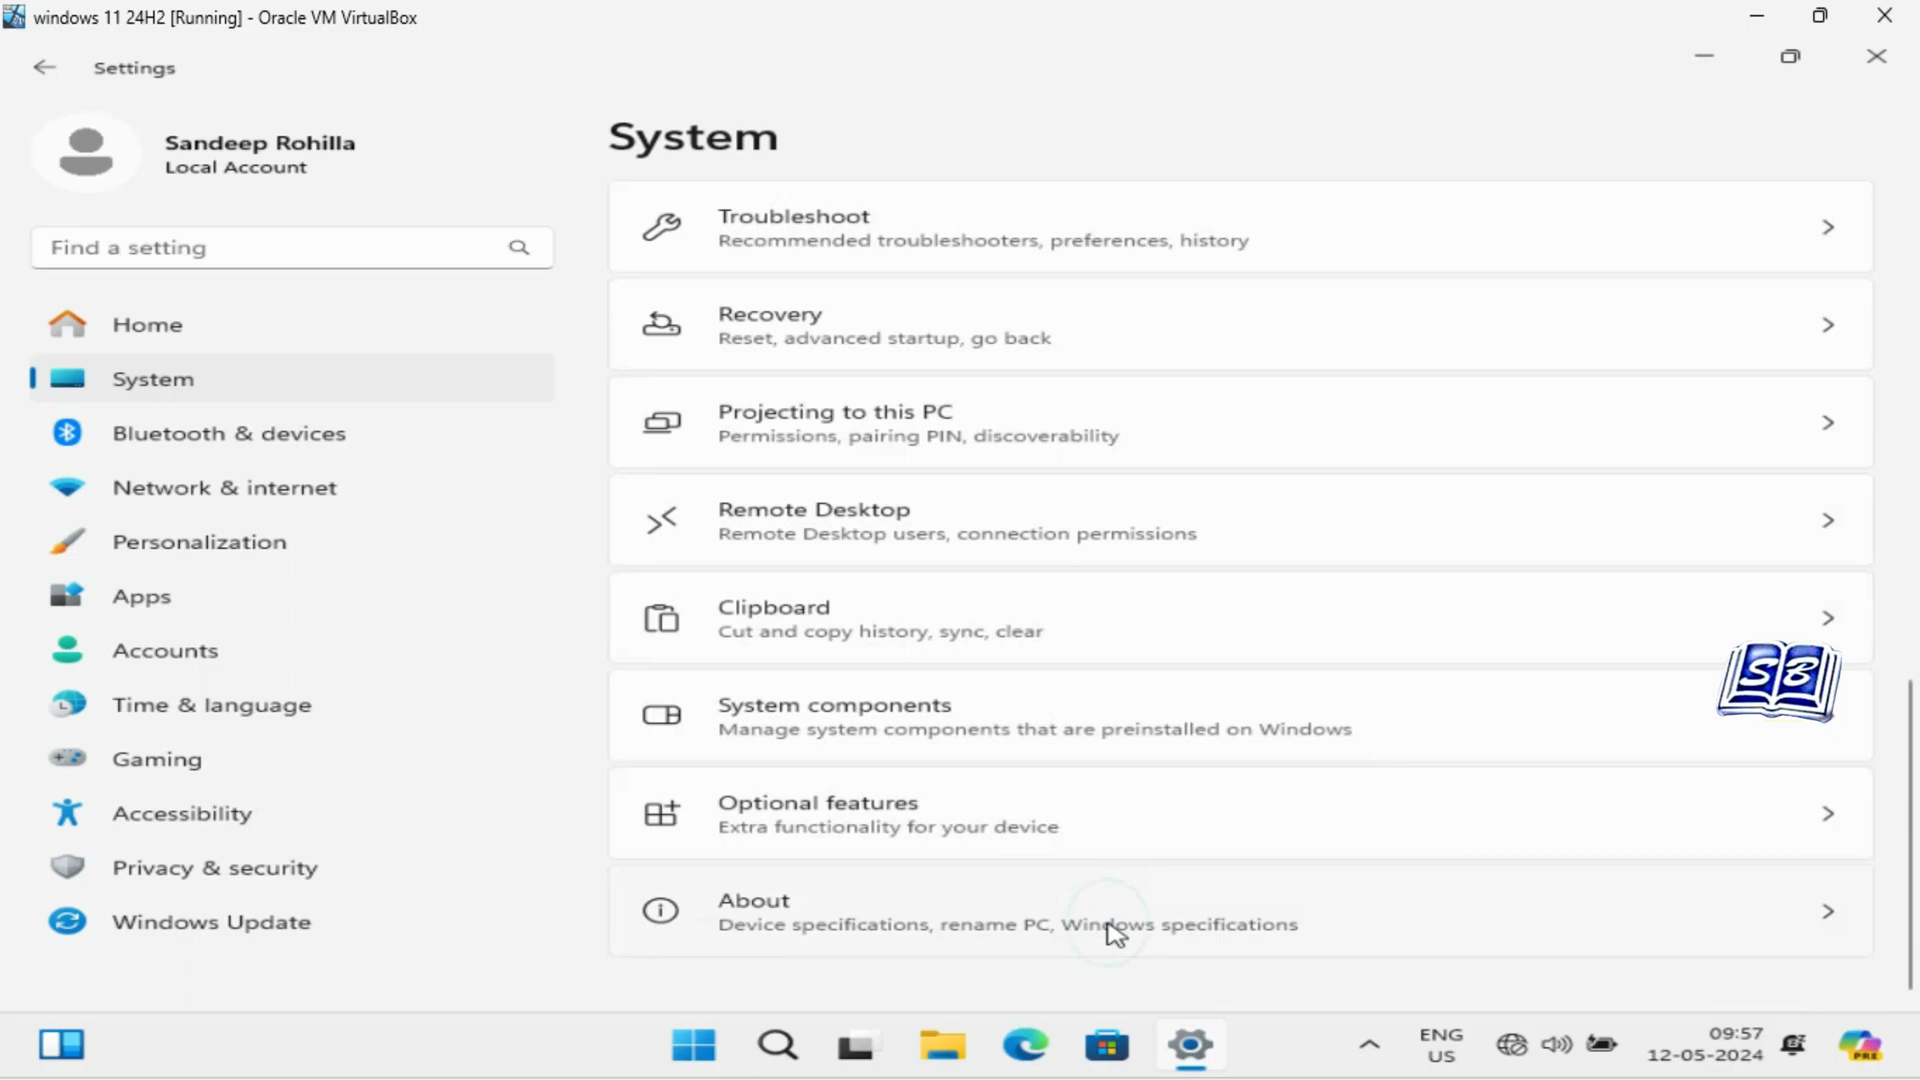 windows 11 24H2 [Running] - Oracle VM VirtualBox
Settings
Sandeep Rohilla
Local Account
Find a setting
Home
System
Bluetooth & devices
Network & internet
Personalization
Apps
Accounts
Time & language
Gaming
Accessibility
Privacy & security
Windows Update
System
Troubleshoot
Recommended troubleshooters, preferences, history
Recovery
Reset, advanced startup, go back
Projecting to this PC
Permissions, pairing PIN, discoverability
Remote Desktop
Remote Desktop users, connection permissions
Clipboard
Cut and copy history, sync, clear
System components
Manage system components that are preinstalled on Windows
Optional features
Extra functionality for your device
About
Device specifications, rename PC, Windows specifications
SB
ENG
US
09:57
12-05-2024
PRE